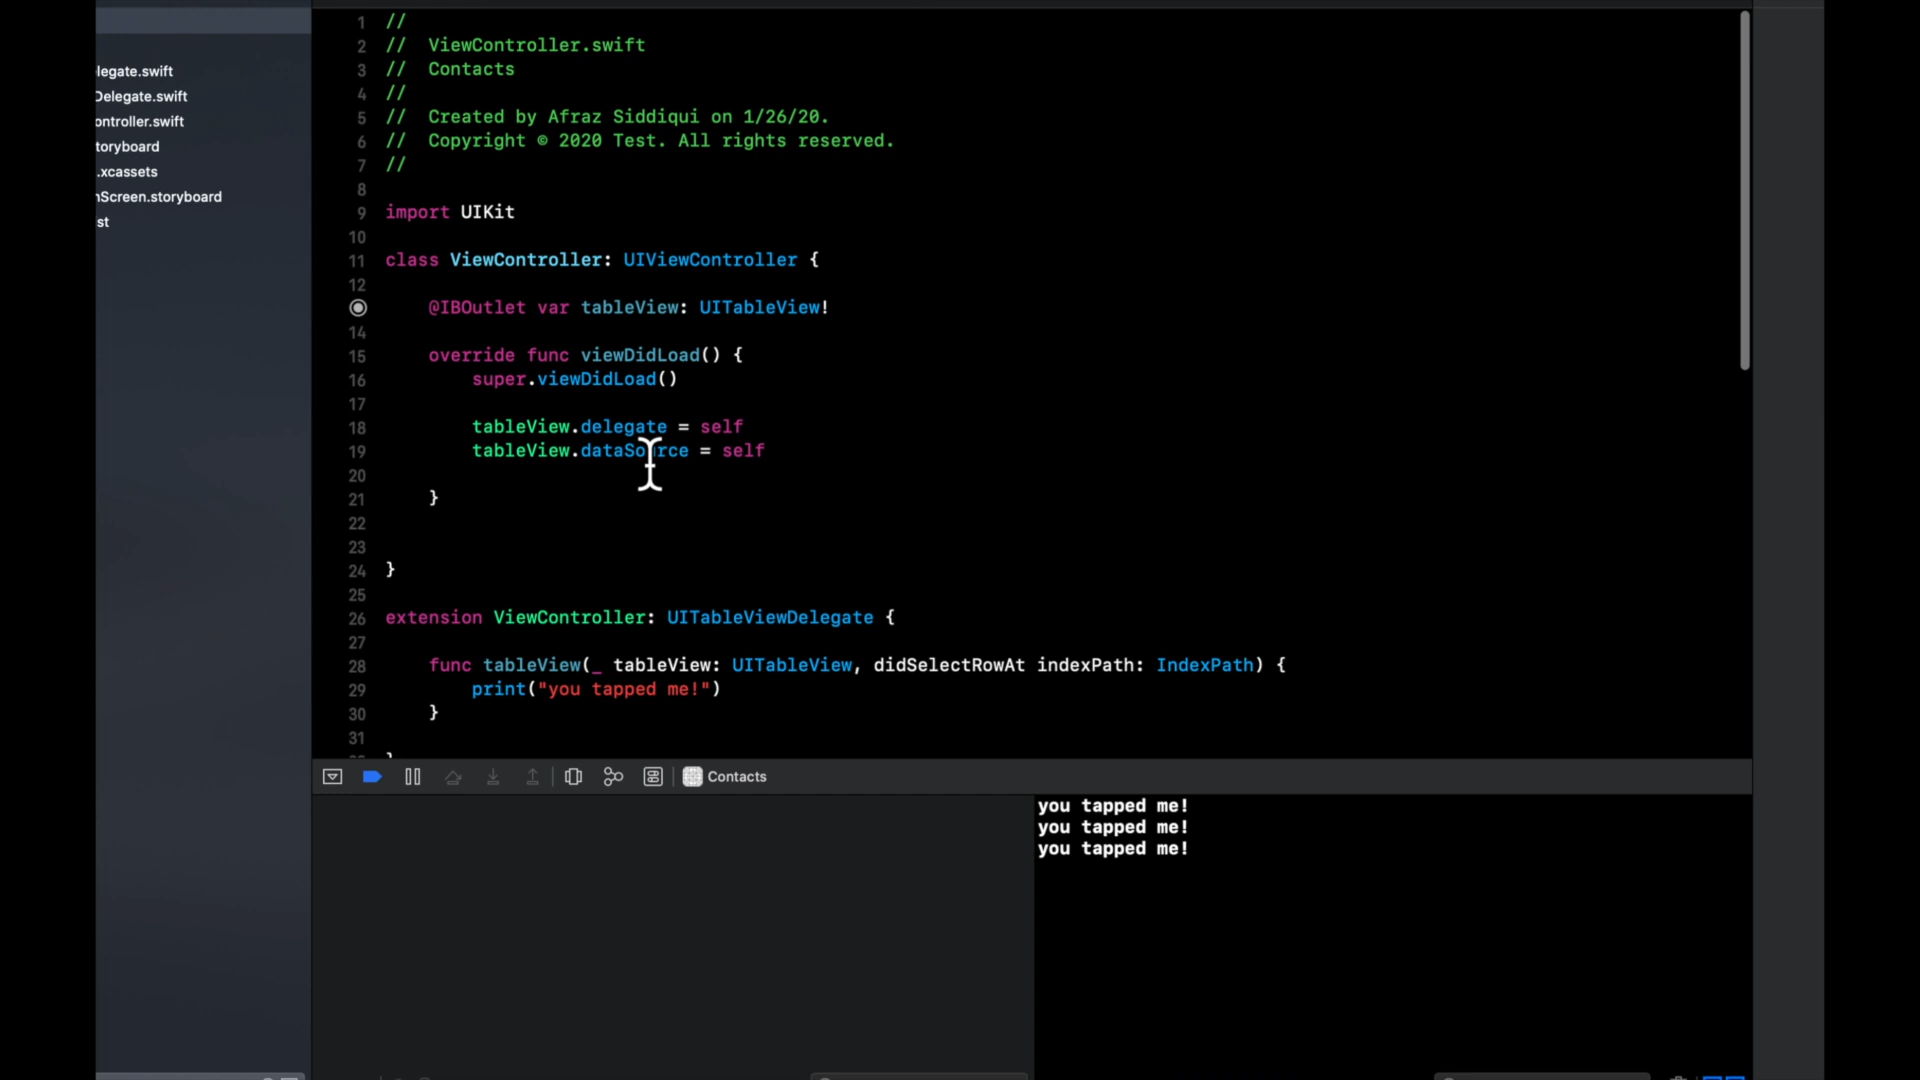 legate.swift
Delegate.swift
ontroller.swift
toryboard
.xcassets
nScreen.storyboard
st
1 //
2 // ViewController.swift
3 // Contacts
4 //
5 // Created by Afraz Siddiqui on 1/26/20.
6 // Copyright © 2020 Test. All rights reserved.
7 //
8
9 import UIKit
10
11 class ViewController: UIViewController {
12
@IBOutlet var tableView: UITableView!
14
15 override func viewDidLoad() {
16 super.viewDidLoad()
17
18 tableView.delegate = self
19 tableView.dataSource = self
20
21 }
22
23
24 }
25
26 extension ViewController: UITableViewDelegate {
27
28 func tableView(_ tableView: UITableView, didSelectRowAt indexPath: IndexPath) {
29 print("you tapped me!")
30 }
31
Contacts
you tapped me!
you tapped me!
you tapped me!